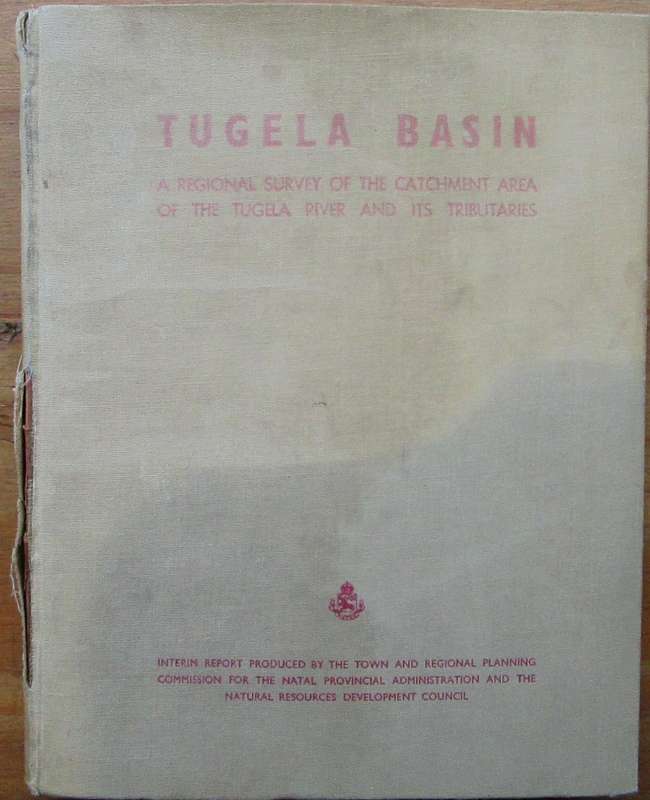 TUGELA BASIN
A REGIONAL SURVEY OF THE CATCHMENT AREA
OF THE TUGELA RIVER AND ITS TRIBUTARIES
INTERIM REPORT PRODUCED BY THE TOWN AND REGIONAL PLANNING
COMMISSION FOR THE NATAL PROVINCIAL ADMINISTRATION AND THE
NATURAL RESOURCES DEVELOPMENT COUNCIL